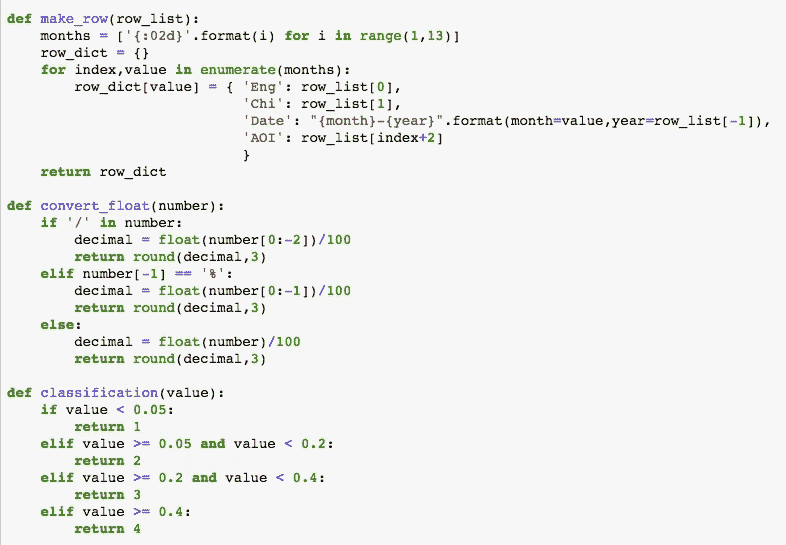 def make_row(row_list):
    months = ['{:02d}'.format(i) for i in range(1,13)]
    row_dict = {}
    for index,value in enumerate(months):
        row_dict[value] = { 'Eng': row_list[0],
                            'Chi': row_list[1],
                            'Date': "{month}-{year}".format(month=value,year=row_list[-1]),
                            'AOI': row_list[index+2]
                            }
    return row_dict

def convert_float(number):
    if '/' in number:
        decimal = float(number[0:-2])/100
        return round(decimal,3)
    elif number[-1] == '%':
        decimal = float(number[0:-1])/100
        return round(decimal,3)
    else:
        decimal = float(number)/100
        return round(decimal,3)

def classification(value):
    if value < 0.05:
        return 1
    elif value >= 0.05 and value < 0.2:
        return 2
    elif value >= 0.2 and value < 0.4:
        return 3
    elif value >= 0.4:
        return 4